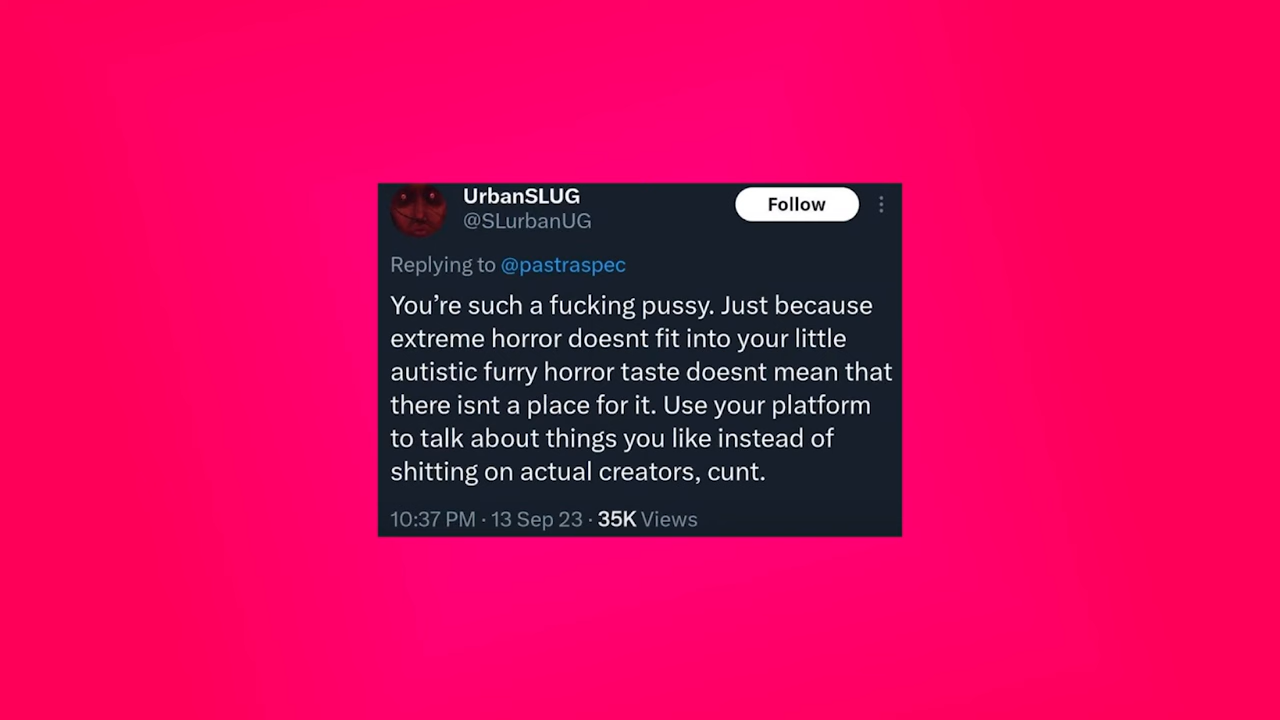 UrbanSLUG
@SLurbanUG
Follow
Replying to @pastraspec
You’re such a fucking pussy. Just because
extreme horror doesnt fit into your little
autistic furry horror taste doesnt mean that
there isnt a place for it. Use your platform
to talk about things you like instead of
shitting on actual creators, cunt.
10:37 PM · 13 Sep 23 · 35K Views